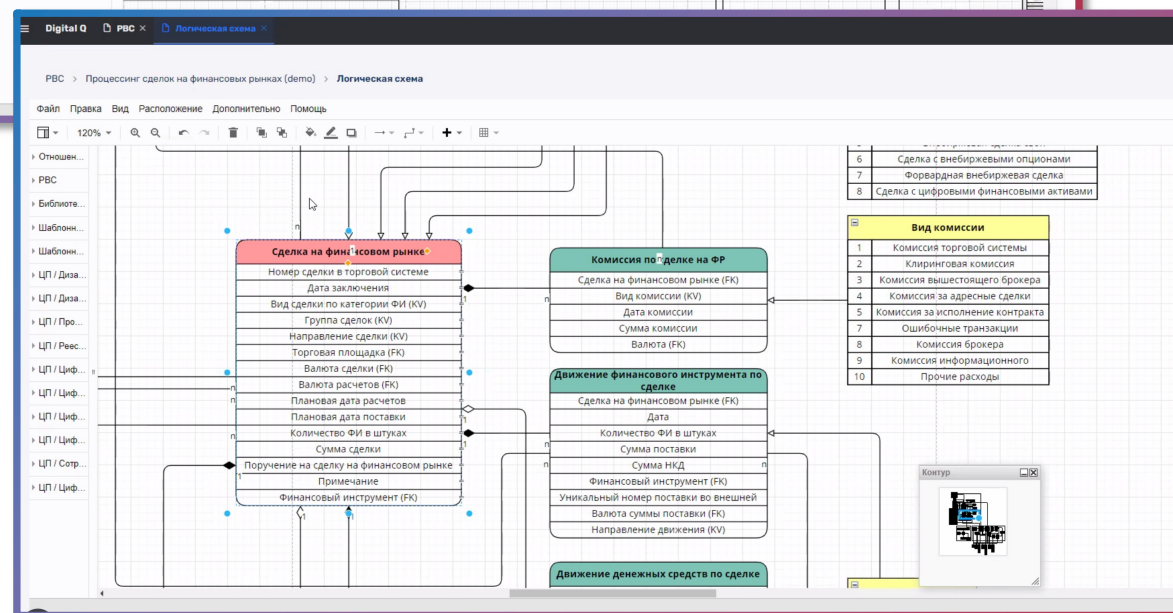 Digital Q
РВС ×
Логическая схема ×
РВС > Процессинг сделок на финансовых рынках (demo) > Логическая схема
Файл Правка Вид Расположение Дополнительно Помощь
120%
Отношен...
РВС
Библиоте...
Шаблонн...
Шаблонн...
ЦП / Диза...
ЦП / Диза...
ЦП / Про...
ЦП / Реес...
ЦП / Циф...
ЦП / Циф...
ЦП / Циф...
ЦП / Циф...
ЦП / Сотр...
ЦП / Циф...
Сделка на финансовом рынке
Номер сделки в торговой системе
Дата заключения
Вид сделки по категории ФИ (KV)
Группа сделок (KV)
Направление сделки (KV)
Торговая площадка (FK)
Валюта сделки (FK)
Валюта расчетов (FK)
Плановая дата расчетов
Плановая дата поставки
Количество ФИ в штуках
Сумма сделки
Поручение на сделку на финансовом рынке
Примечание
Финансовый инструмент (FK)
Комиссия по сделке на ФР
Сделка на финансовом рынке (FK)
Вид комиссии (KV)
Дата комиссии
Сумма комиссии
Валюта (FK)
Движение финансового инструмента по
сделке
Сделка на финансовом рынке (FK)
Дата
Количество ФИ в штуках
Сумма поставки
Сумма НКД
Финансовый инструмент (FK)
Уникальный номер поставки во внешней
Валюта суммы поставки (FK)
Направление движения (KV)
Движение денежных средств по сделке
6 Сделка с внебиржевыми опционами
7 Форвардная внебиржевая сделка
8 Сделка с цифровыми финансовыми активами
Вид комиссии
1 Комиссия торговой системы
2 Клиринговая комиссия
3 Комиссия вышестоящего брокера
4 Комиссия за адресные сделки
5 Комиссия за исполнение контракта
7 Ошибочные транзакции
8 Комиссия брокера
9 Комиссия информационного
10 Прочие расходы
Контур